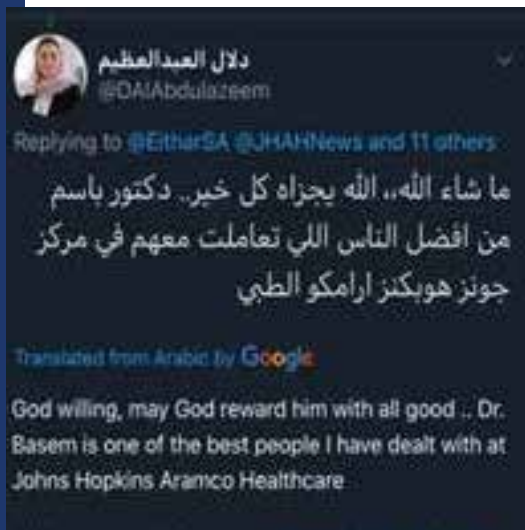 دلال العبدالعظيم
@DAlAbdulazeem
Replying to @EitharSA @JHAHNews and 11 others
ما شاء الله،، الله يجزاه كل خير.. دكتور باسم
من افضل الناس اللي تعاملت معهم في مركز
جونز هوبكنز ارامكو الطبي
Translated from Arabic by Google
God willing, may God reward him with all good .. Dr.
Basem is one of the best people I have dealt with at
Johns Hopkins Aramco Healthcare